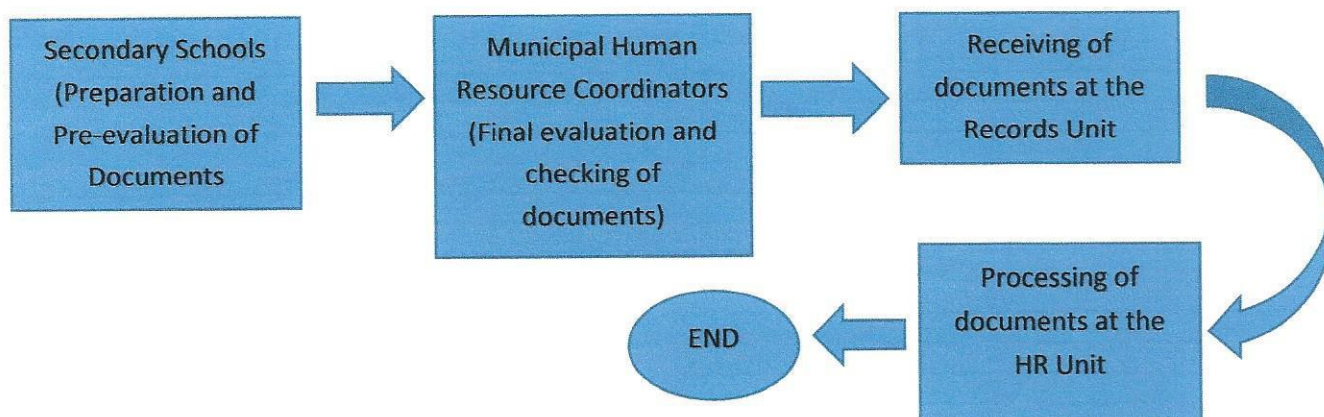 Secondary Schools
(Preparation and
Pre-evaluation of
Documents
Municipal Human
Resource Coordinators
(Final evaluation and
checking of
documents)
Receiving of
documents at the
Records Unit
Processing of
documents at the
HR Unit
END